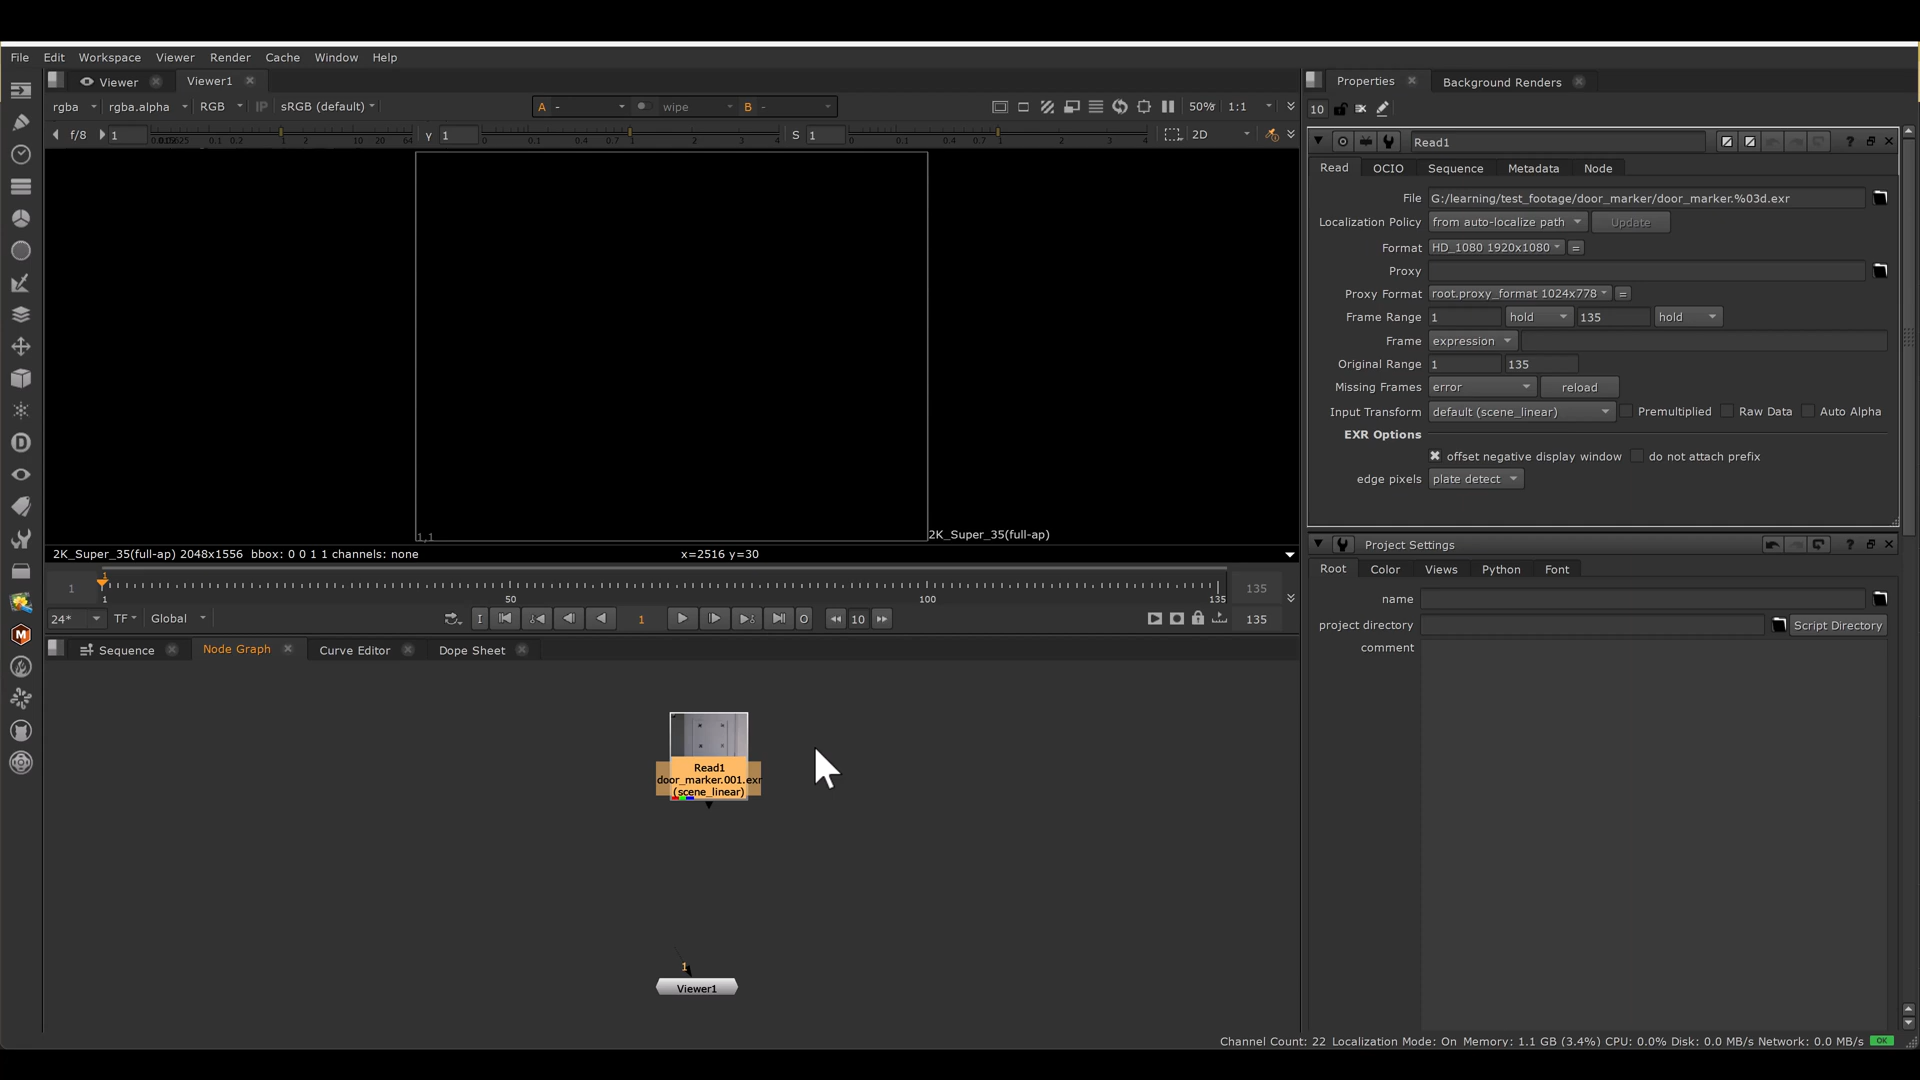 File Edit Workspace Viewer Render Cache Window Help
Viewer Viewer1
rgba rgba.alpha RGB IP sRGB (default) A - wipe B - 50% 1:1
f/8 1 γ 1 S 1 2D
1,1
2K_Super_35(full-ap)
2K_Super_35(full-ap) 2048x1556 bbox: 0 0 1 1 channels: none x=2516 y=30
1 1 135
1 50 100 135
24* TF Global I 1 O 10 135
Sequence Node Graph Curve Editor Dope Sheet
Read1
door_marker.001.exr
(scene_linear)
1
Viewer1
Properties Background Renders
10
Read1
Read OCIO Sequence Metadata Node
File G:/learning/test_footage/door_marker/door_marker.%03d.exr
Localization Policy from auto-localize path Update
Format HD_1080 1920x1080 =
Proxy
Proxy Format root.proxy_format 1024x778 =
Frame Range 1 hold 135 hold
Frame expression
Original Range 1 135
Missing Frames error reload
Input Transform default (scene_linear) Premultiplied Raw Data Auto Alpha
EXR Options
offset negative display window do not attach prefix
edge pixels plate detect
Project Settings
Root Color Views Python Font
name
project directory Script Directory
comment
Channel Count: 22 Localization Mode: On Memory: 1.1 GB (3.4%) CPU: 0.0% Disk: 0.0 MB/s Network: 0.0 MB/s OK